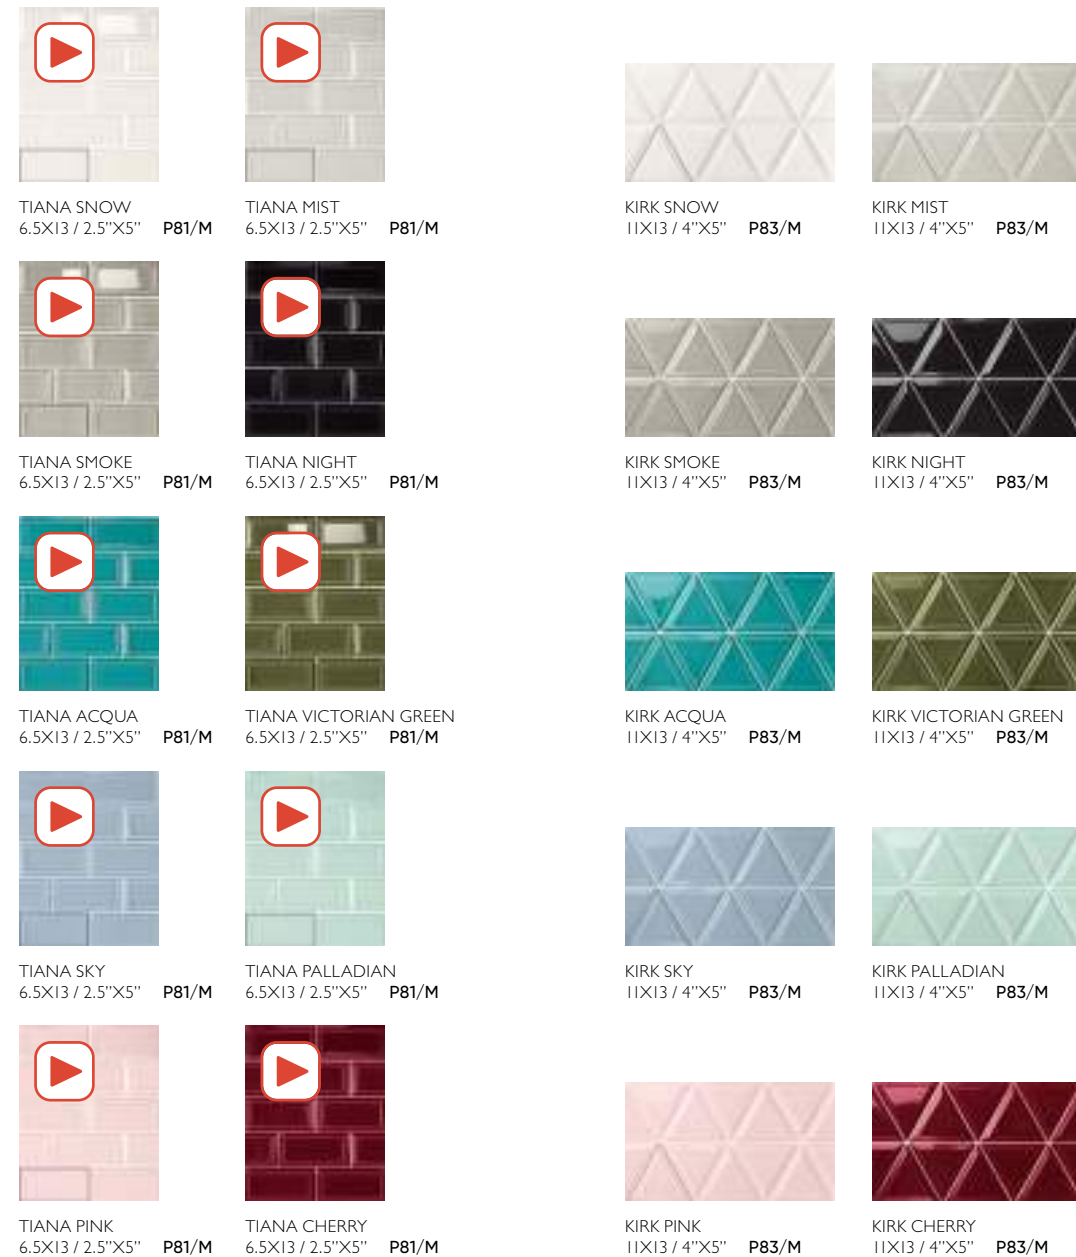 TIANA SNOW
6.5X13 / 2.5”X5” P81/M
TIANA MIST
6.5X13 / 2.5”X5” P81/M
KIRK SNOW
11X13 / 4”X5” P83/M
KIRK MIST
11X13 / 4”X5” P83/M
TIANA SMOKE
6.5X13 / 2.5”X5” P81/M
TIANA NIGHT
6.5X13 / 2.5”X5” P81/M
KIRK SMOKE
11X13 / 4”X5” P83/M
KIRK NIGHT
11X13 / 4”X5” P83/M
TIANA ACQUA
6.5X13 / 2.5”X5” P81/M
TIANA VICTORIAN GREEN
6.5X13 / 2.5”X5” P81/M
KIRK ACQUA
11X13 / 4”X5” P83/M
KIRK VICTORIAN GREEN
11X13 / 4”X5” P83/M
TIANA SKY
6.5X13 / 2.5”X5” P81/M
TIANA PALLADIAN
6.5X13 / 2.5”X5” P81/M
KIRK SKY
11X13 / 4”X5” P83/M
KIRK PALLADIAN
11X13 / 4”X5” P83/M
TIANA PINK
6.5X13 / 2.5”X5” P81/M
TIANA CHERRY
6.5X13 / 2.5”X5” P81/M
KIRK PINK
11X13 / 4”X5” P83/M
KIRK CHERRY
11X13 / 4”X5” P83/M